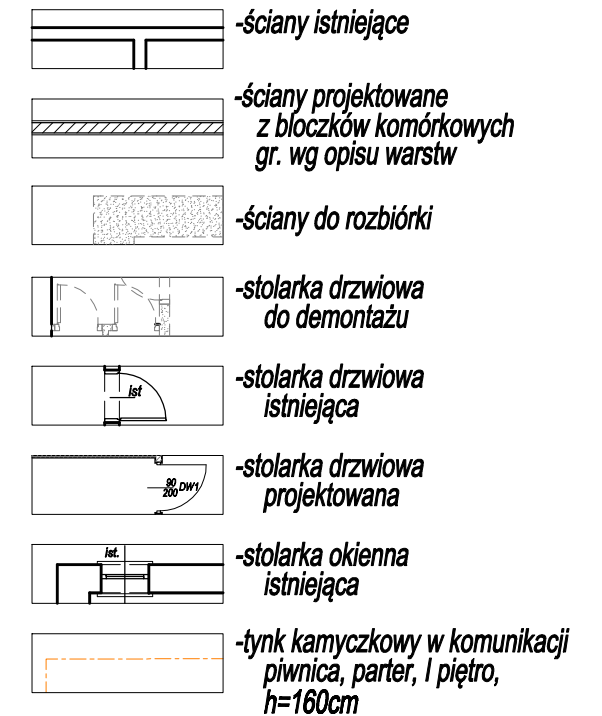 -ściany istniejące
-ściany projektowane
z bloczków komórkowych
gr. wg opisu warstw
-ściany do rozbiórki
-stolarka drzwiowa
do demontażu
ist
-stolarka drzwiowa
istniejąca
90
200 DW1
-stolarka drzwiowa
projektowana
ist.
-stolarka okienna
istniejąca
-tynk kamyczkowy w komunikacji
piwnica, parter, I piętro,
h=160cm